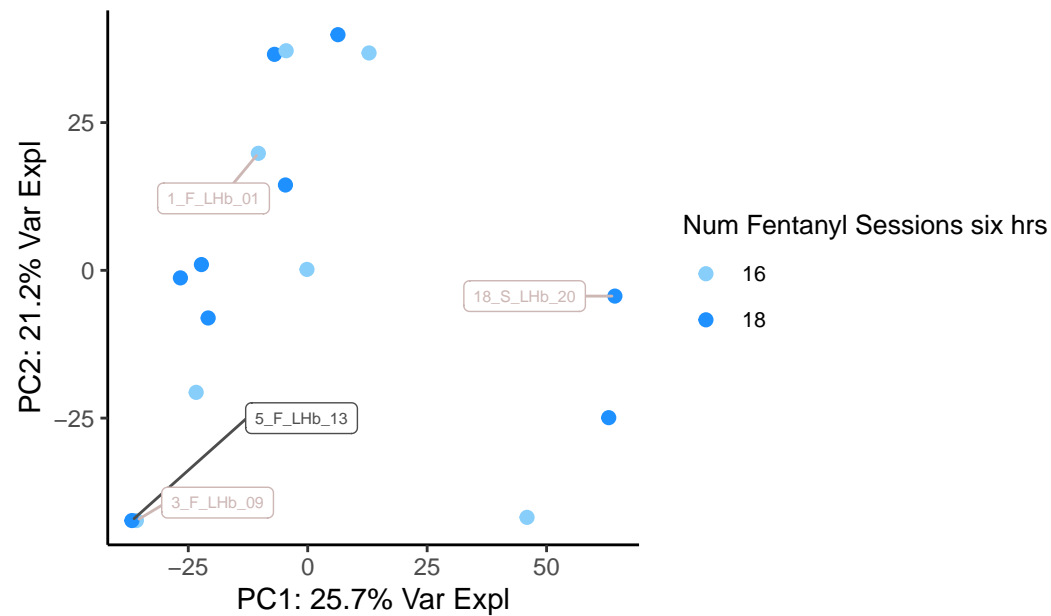 25
0
−25
PC2: 21.2% Var Expl
1_F_LHb_01
18_S_LHb_20
5_F_LHb_13
3_F_LHb_09
−25 0 25 50
PC1: 25.7% Var Expl
Num Fentanyl Sessions six hrs
16
18